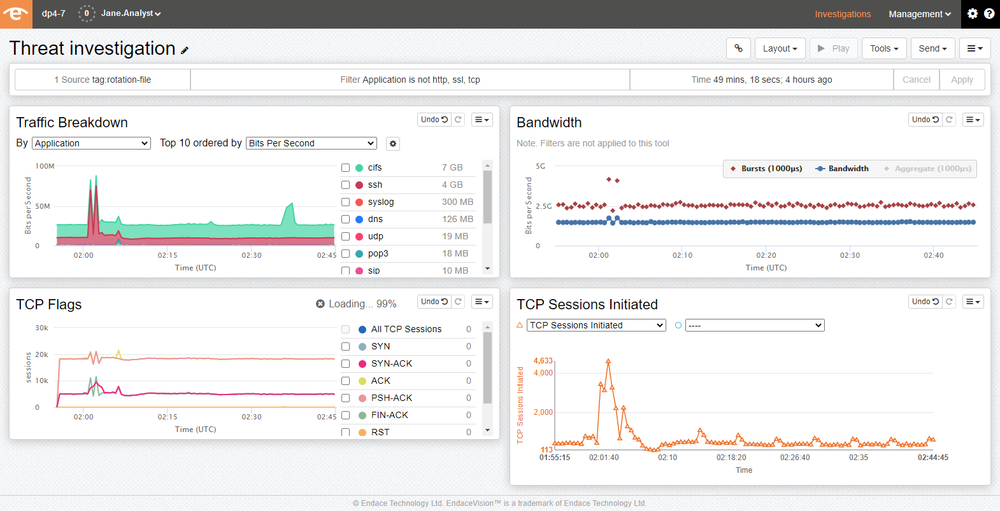 dp4-7 0 Jane.Analyst Investigations Management ?
Threat investigation Layout Play Tools Send
1 Source tag:rotation-file Filter Application is not http, ssl, tcp Time 49 mins, 18 secs; 4 hours ago Cancel Apply
Traffic Breakdown Undo
By Application Top 10 ordered by Bits Per Second
100M
50M
0
Bits per Second
02:00 02:15 02:30 02:45
Time (UTC)
cifs 7 GB
ssh 4 GB
syslog 300 MB
dns 126 MB
udp 19 MB
pop3 18 MB
sip 10 MB
Bandwidth Undo
Note. Filters are not applied to this tool
Bursts (1000µs) Bandwidth Aggregate (1000µs)
5G
2.5G
0
Bits per Second
02:00 02:10 02:20 02:30 02:40
Time (UTC)
TCP Flags Loading... 99% Undo
30k
20k
10k
0
sessions
02:00 02:15 02:30 02:45
Time (UTC)
All TCP Sessions 0
SYN 0
SYN-ACK 0
ACK 0
PSH-ACK 0
FIN-ACK 0
RST 0
TCP Sessions Initiated Undo
TCP Sessions Initiated ----
4,633
4,000
2,000
113
TCP Sessions Initiated
01:55:15 02:01:40 02:10 02:18:20 02:26:40 02:35 02:44:45
Time
© Endace Technology Ltd. EndaceVision™ is a trademark of Endace Technology Ltd.